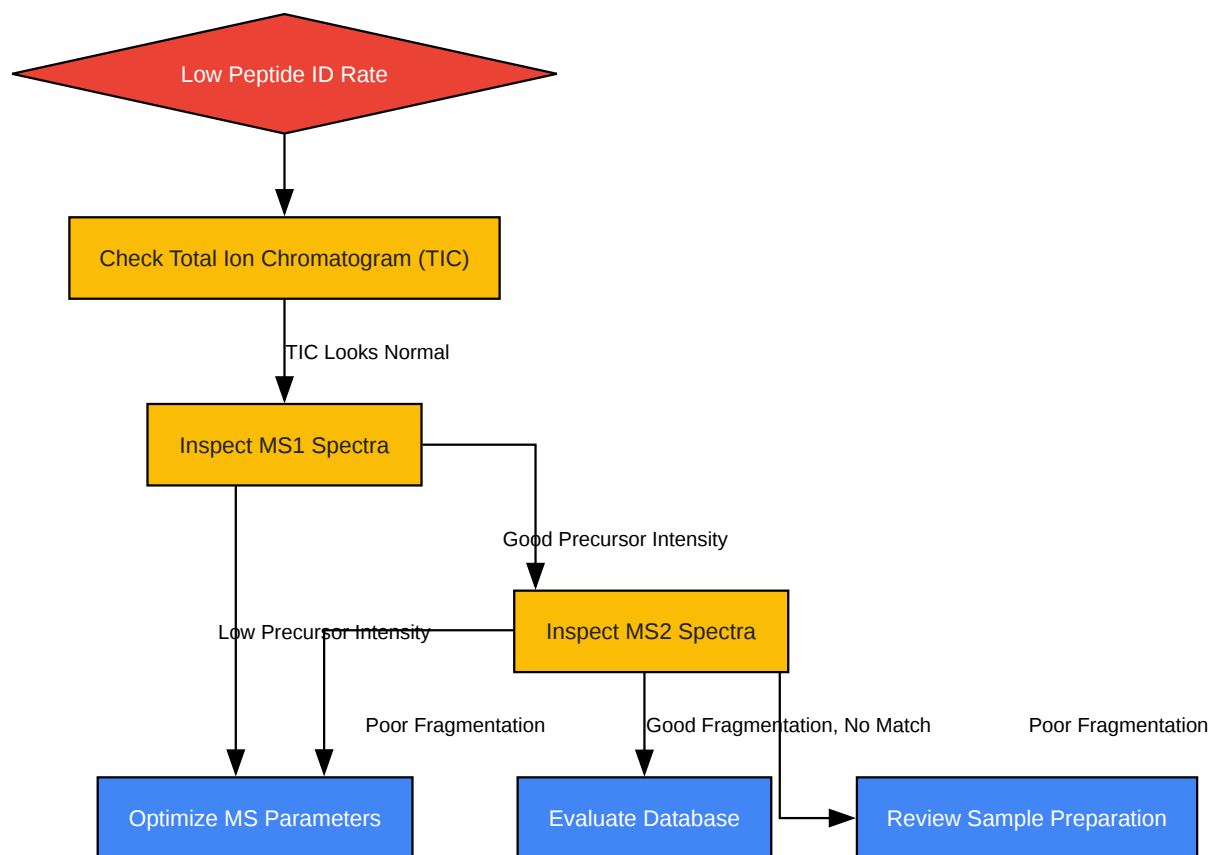 Low Peptide ID Rate
Check Total Ion Chromatogram (TIC)
TIC Looks Normal
Inspect MS1 Spectra
Good Precursor Intensity
Low Precursor Intensity
Inspect MS2 Spectra
Poor Fragmentation
Good Fragmentation, No Match
Poor Fragmentation
Optimize MS Parameters
Evaluate Database
Review Sample Preparation